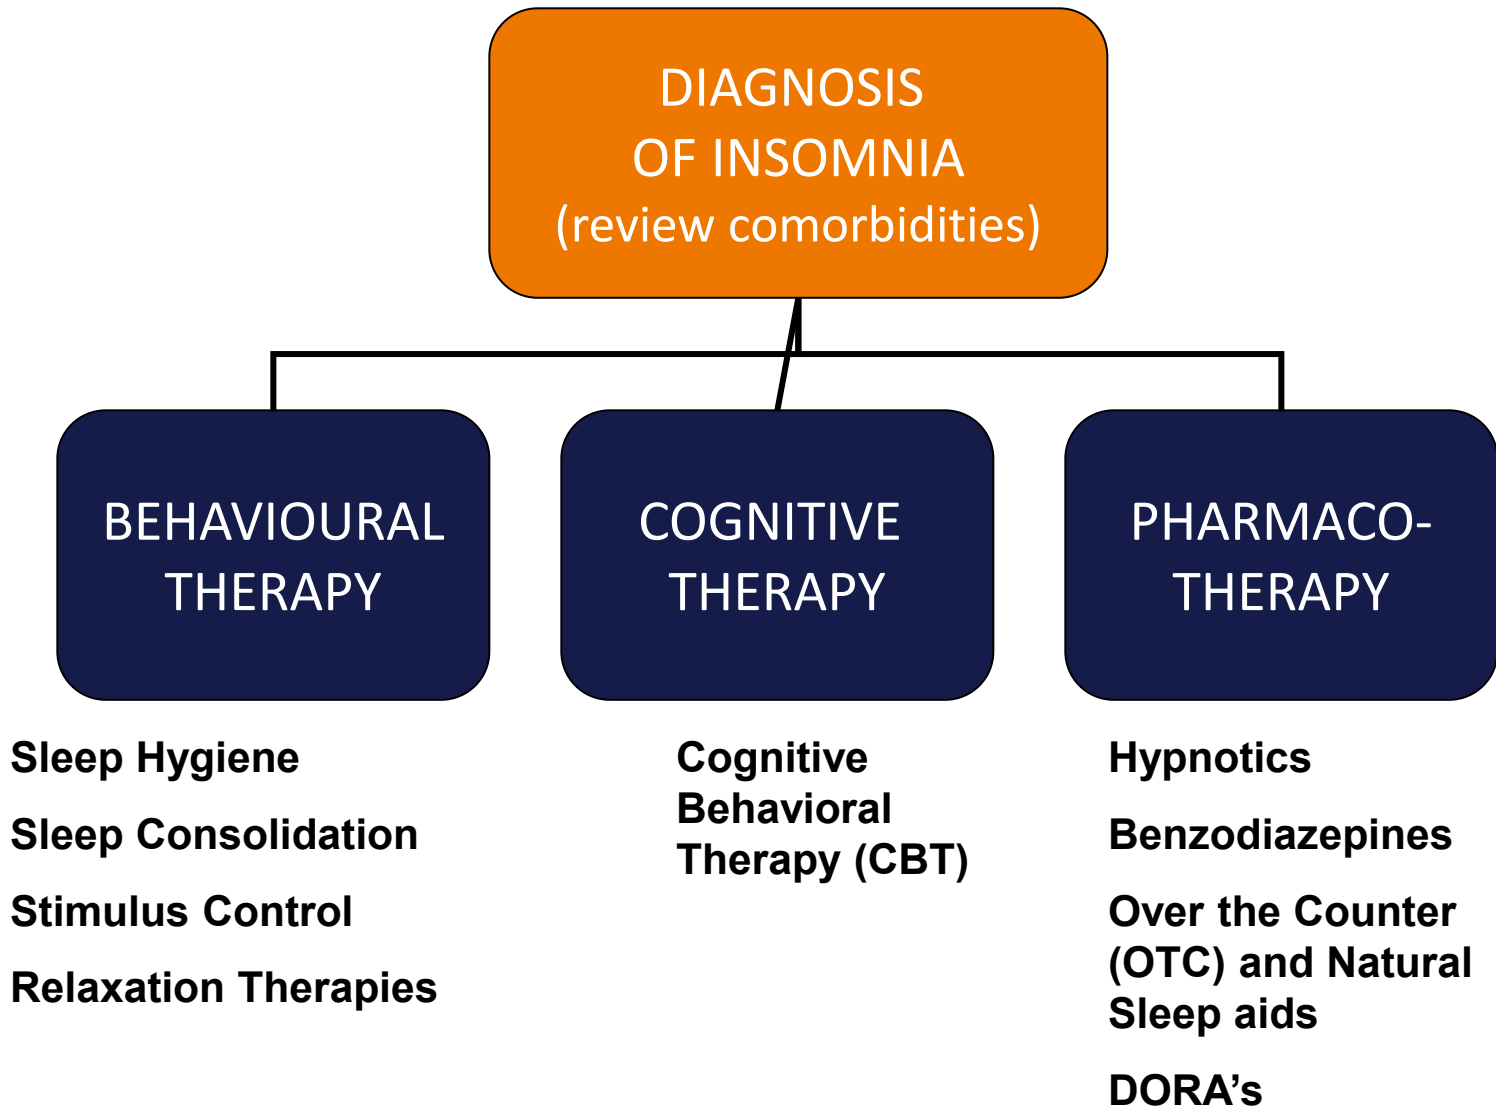 DIAGNOSIS
OF INSOMNIA
(review comorbidities)
BEHAVIOURAL
THERAPY
COGNITIVE
THERAPY
PHARMACO-
THERAPY
Sleep Hygiene
Sleep Consolidation
Stimulus Control
Relaxation Therapies
Cognitive
Behavioral
Therapy (CBT)
Hypnotics
Benzodiazepines
Over the Counter
(OTC) and Natural
Sleep aids
DORA’s